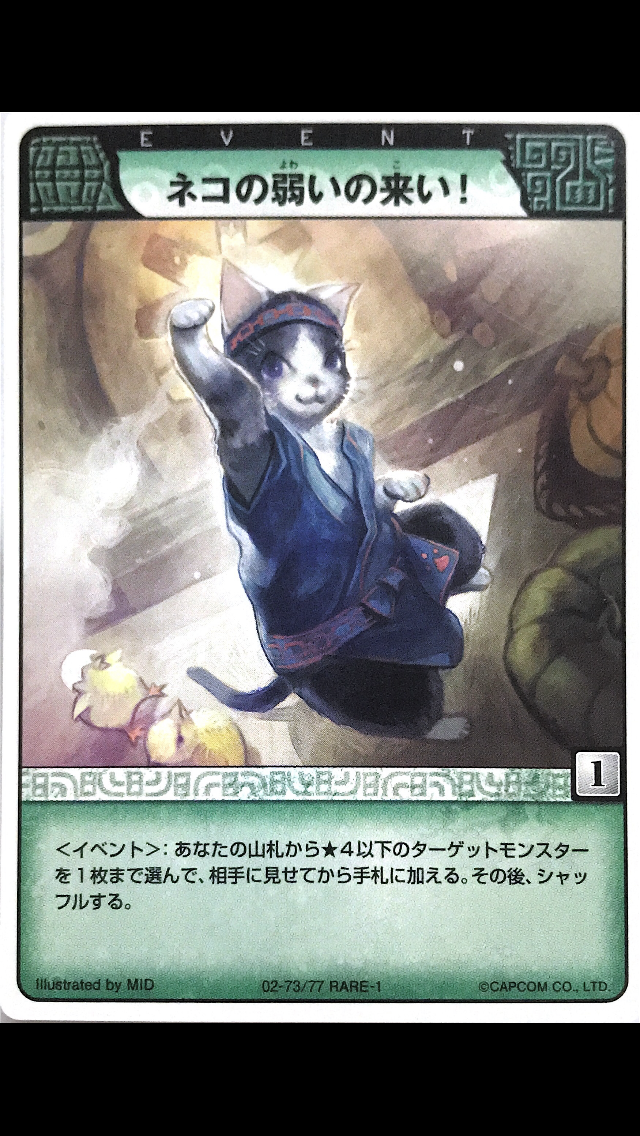 EVENT
ネコの弱いの来い!
よわ
こ
1
<イベント>:あなたの山札から★4以下のターゲットモンスター
を1枚まで選んで、相手に見せてから手札に加える。その後、シャッ
フルする。
Illustrated by MID 02-73/77 RARE-1 ©CAPCOM CO., LTD.